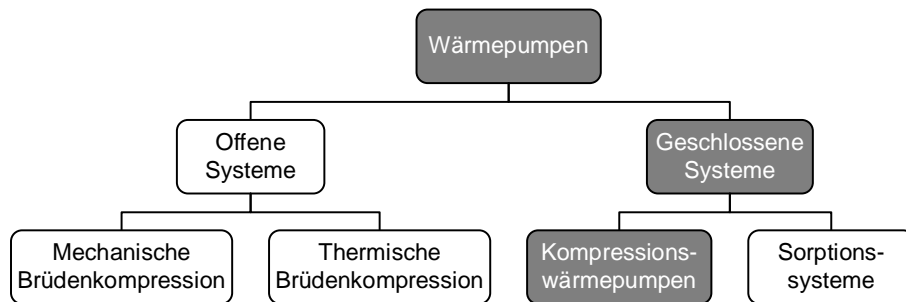 Wärmepumpen
Offene
Systeme
Geschlossene
Systeme
Mechanische
Brüdenkompression
Thermische
Brüdenkompression
Kompressions-
wärmepumpen
Sorptions-
systeme